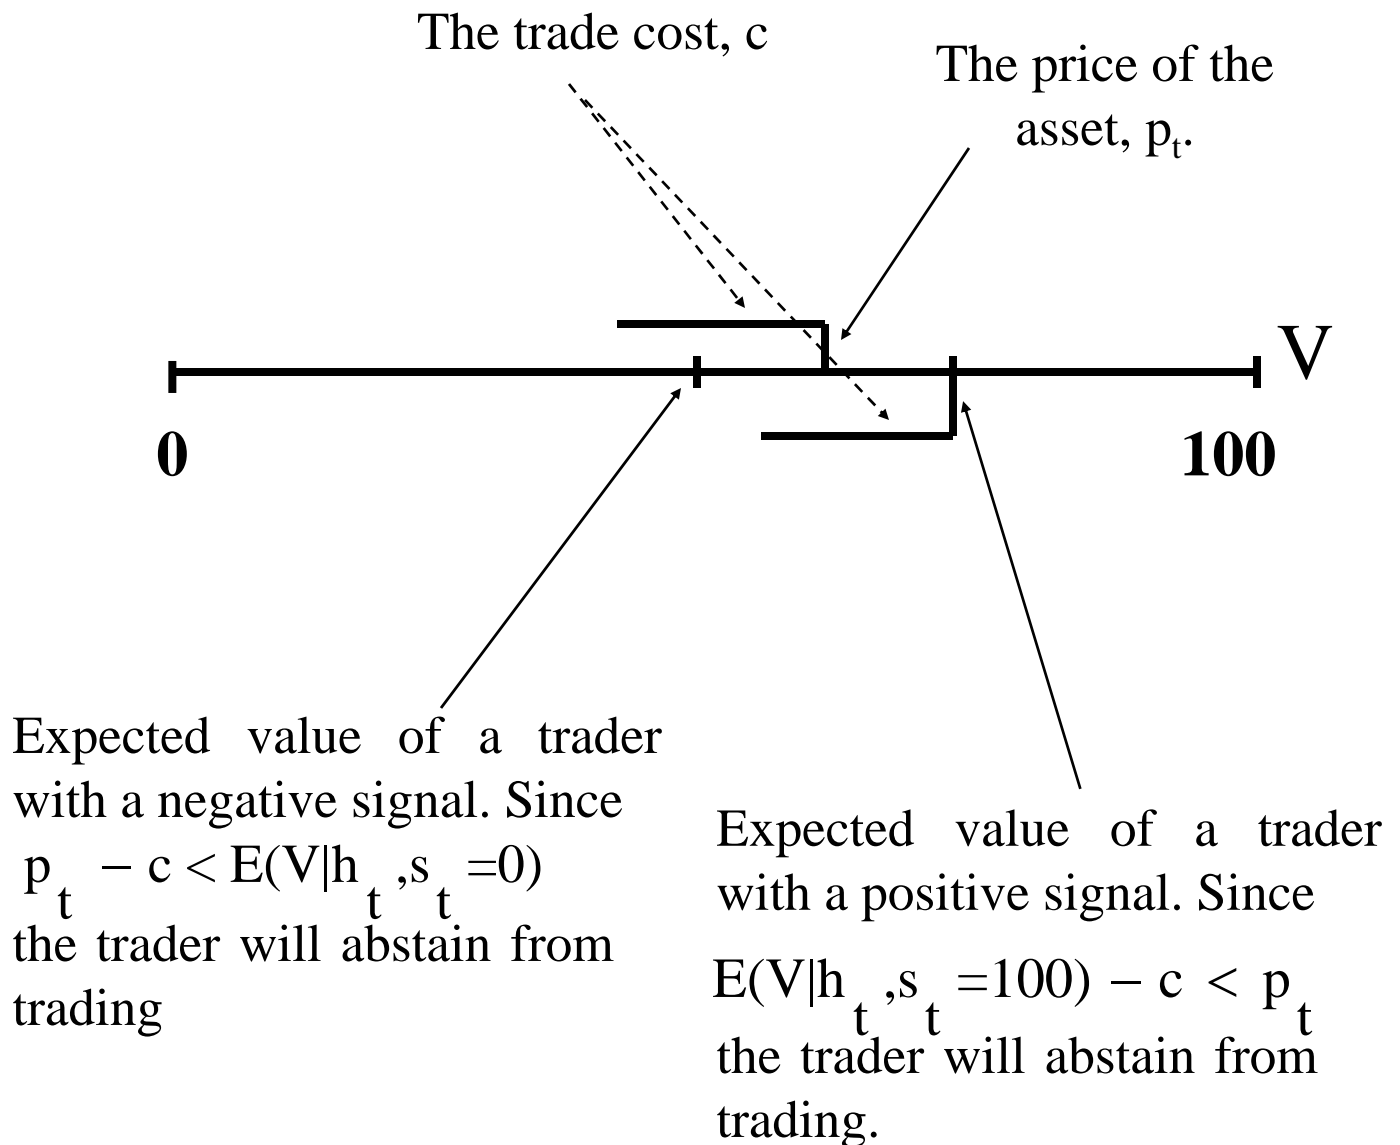 The trade cost, c
The price of the
asset, pₜ.
V
0
100
Expected value of a trader
with a negative signal. Since
pₜ − c < E(V|hₜ,sₜ=0)
the trader will abstain from
trading
Expected value of a trader
with a positive signal. Since
E(V|hₜ,sₜ=100) − c < pₜ
the trader will abstain from
trading.